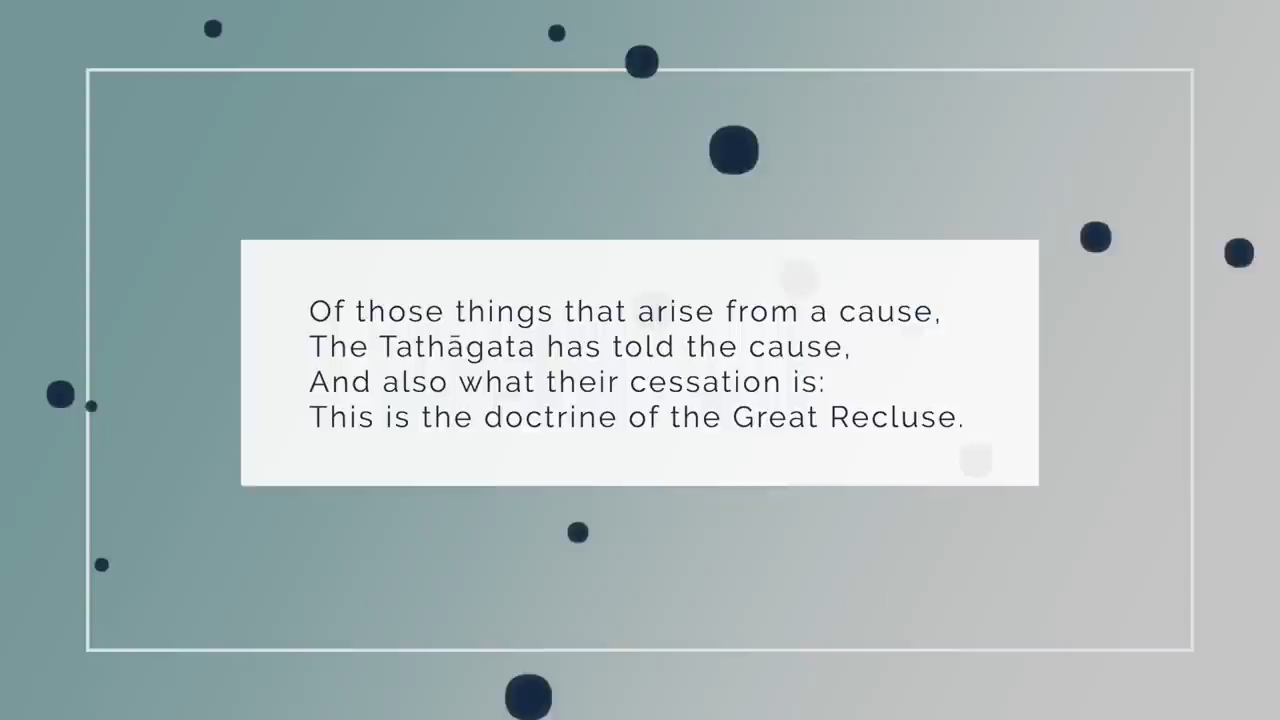 Of those things that arise from a cause,
The Tathāgata has told the cause,
And also what their cessation is:
This is the doctrine of the Great Recluse.